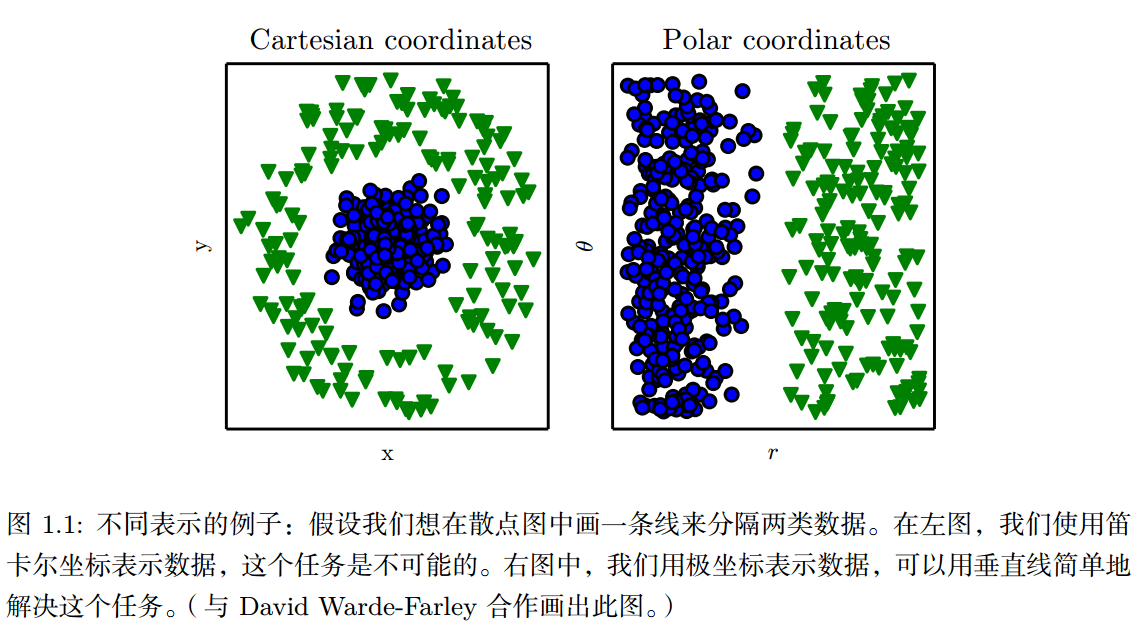 Cartesian coordinates
Polar coordinates
y
θ
x
r
图 1.1: 不同表示的例子：假设我们想在散点图中画一条线来分隔两类数据。在左图，我们使用笛
卡尔坐标表示数据，这个任务是不可能的。右图中，我们用极坐标表示数据，可以用垂直线简单地
解决这个任务。（与 David Warde-Farley 合作画出此图。）